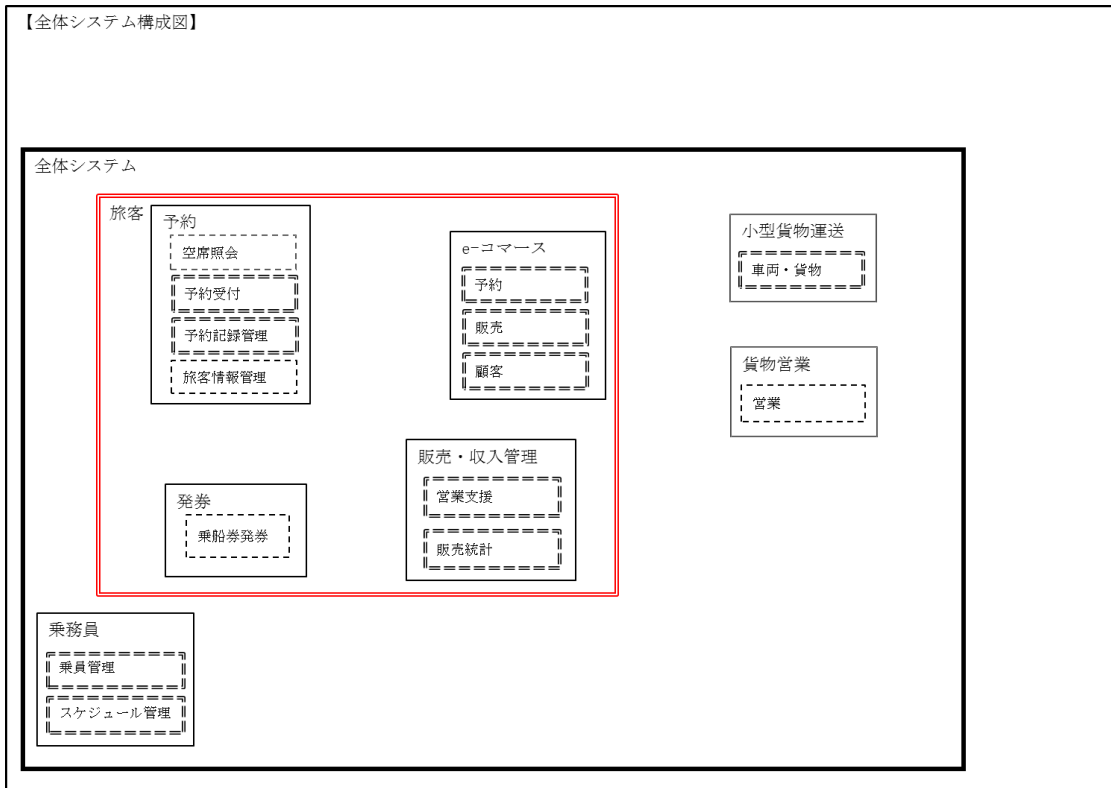 【全体システム構成図】
全体システム
旅客
予約
空席照会
予約受付
予約記録管理
旅客情報管理
e-コマース
予約
販売
顧客
発券
乗船券発券
販売・収入管理
営業支援
販売統計
小型貨物運送
車両・貨物
貨物営業
営業
乗務員
乗員管理
スケジュール管理